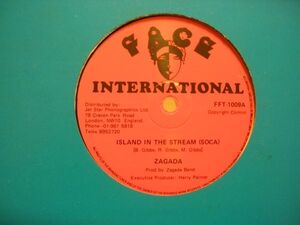 FACE
INTERNATIONAL
Distributed by:
Jet Star Phonographics Ltd.
78 Craven Park Road
London, NW10 England.
Phone-01-961 5818
Telex 8952720
FFT-1009A
Copyright Control
ISLAND IN THE STREAM (SOCA)
(B. Gibb, R. Gibb, M. Gibb)
ZAGADA
Prod by: Zagada Band
Executive Producer: Harry Palmer